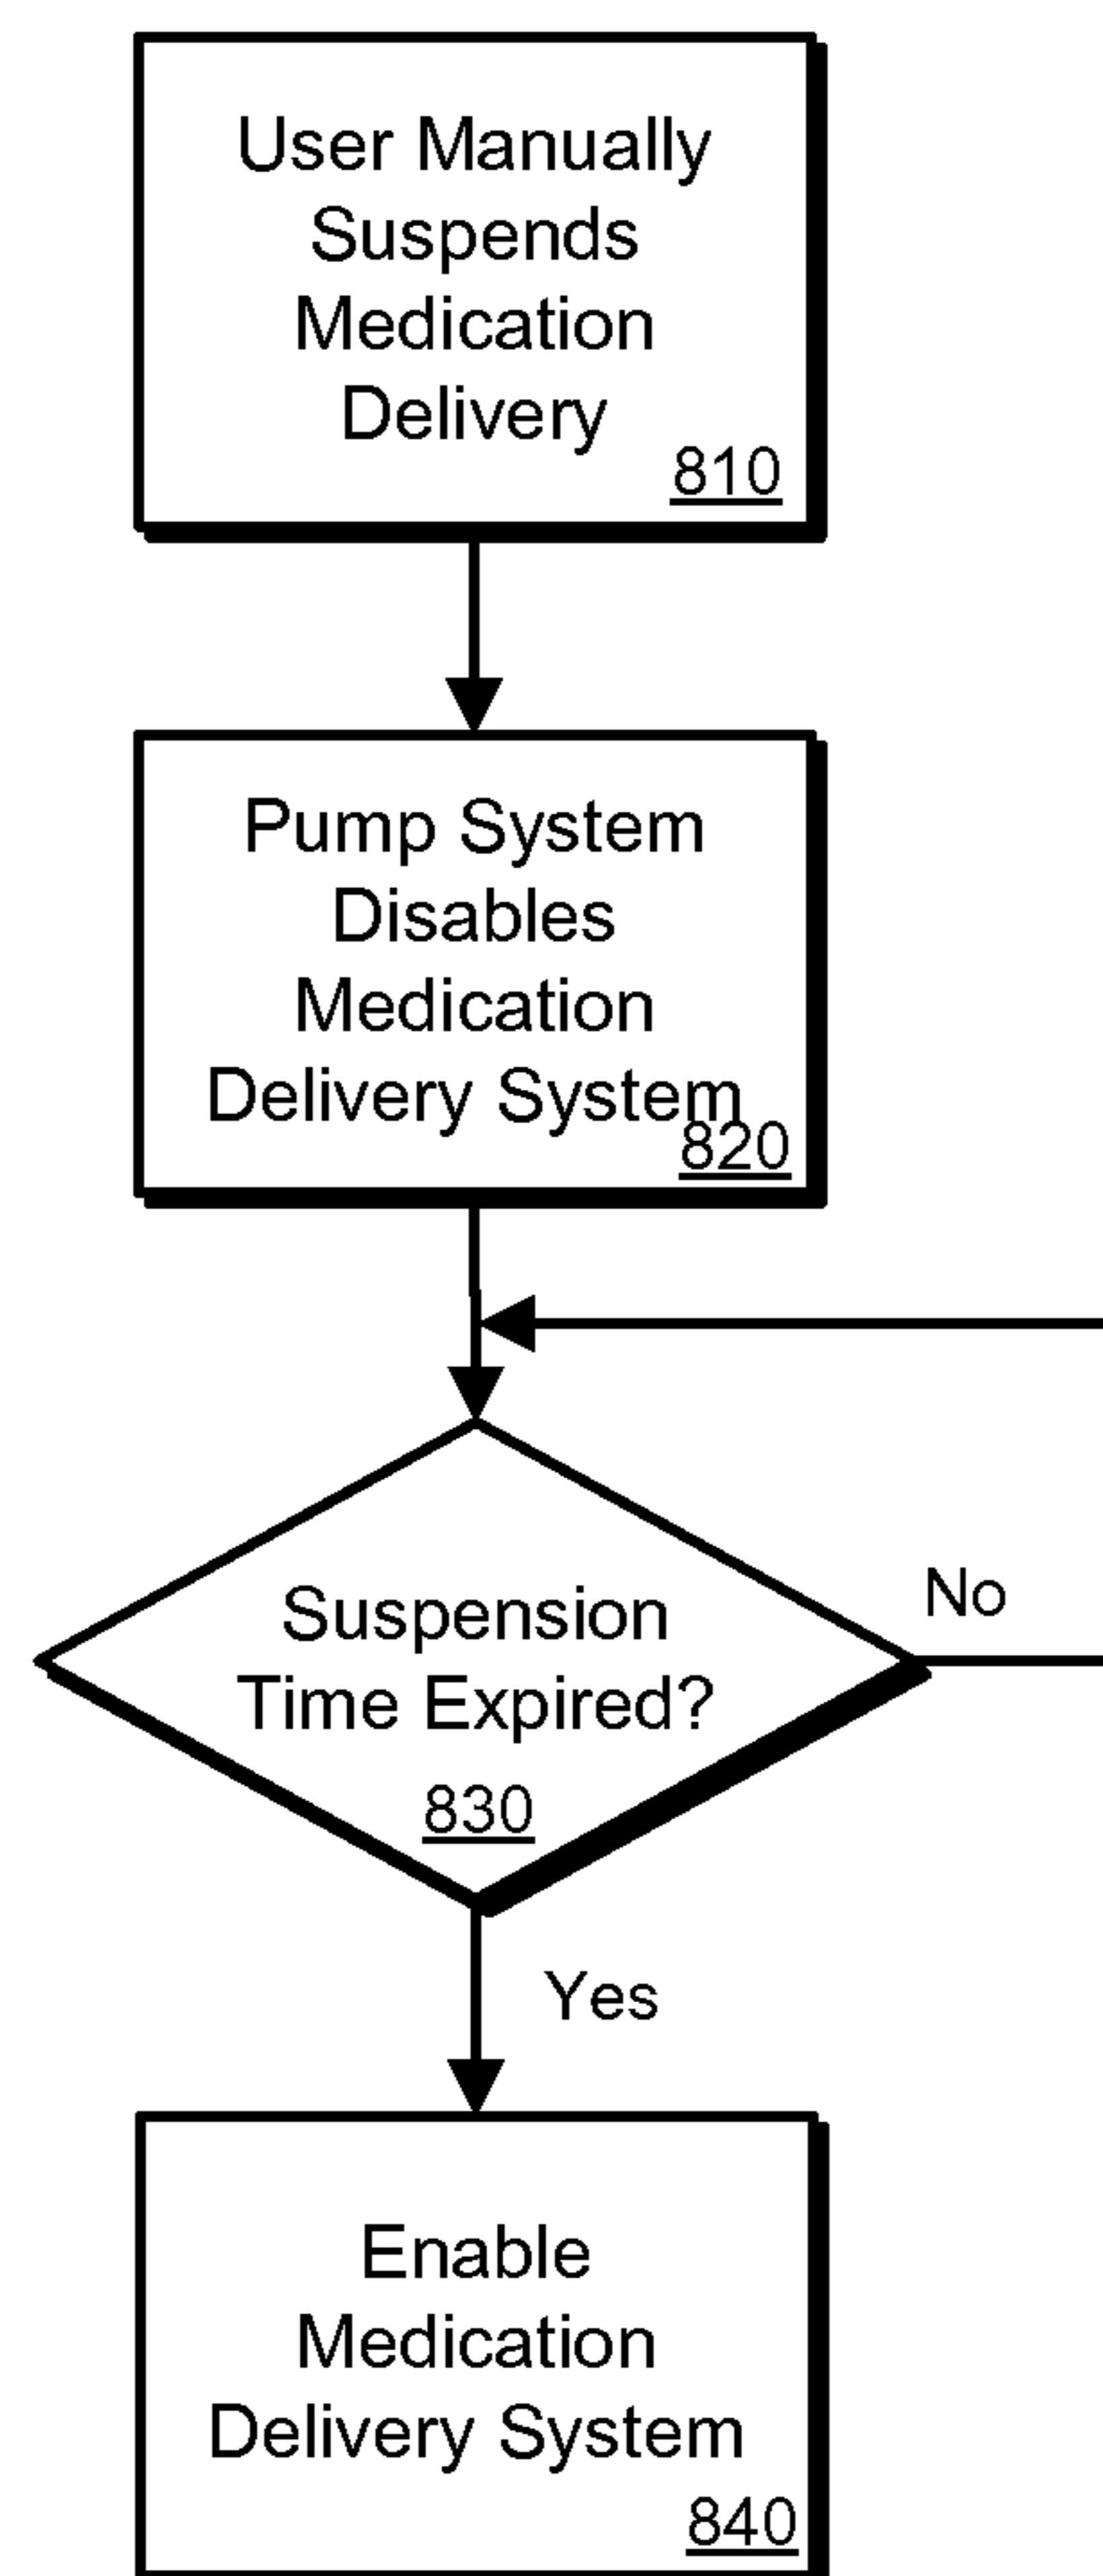 User Manually
Suspends
Medication
Delivery
810
Pump System
Disables
Medication
Delivery System
820
Suspension
Time Expired?
830
No
Yes
Enable
Medication
Delivery System
840